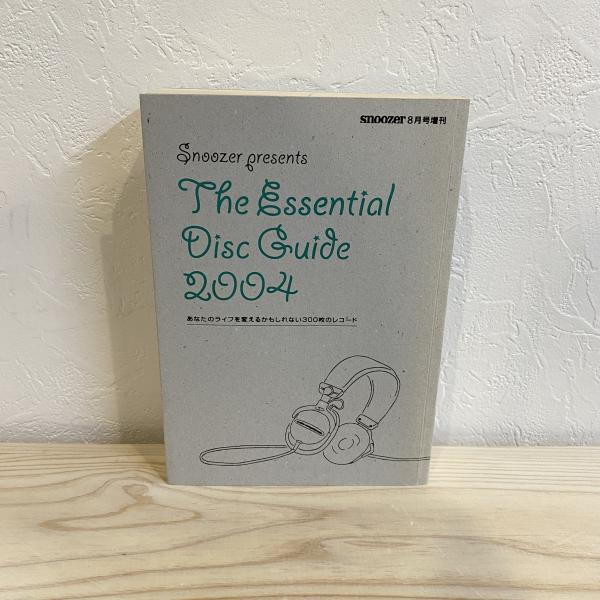 snoozer 8月号増刊
Snoozer presents
The Essential
Disc Guide
2004
あなたのライフを変えるかもしれない300枚のレコード